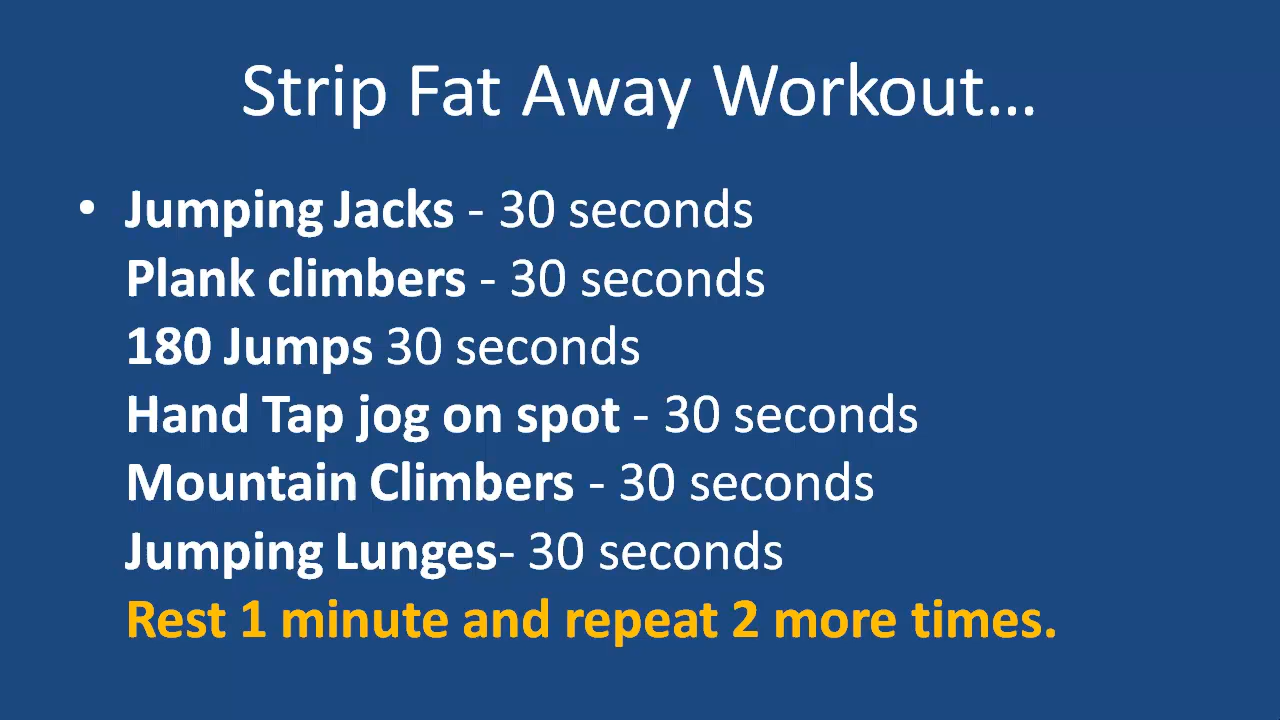 Strip Fat Away Workout…
• Jumping Jacks - 30 seconds
Plank climbers - 30 seconds
180 Jumps 30 seconds
Hand Tap jog on spot - 30 seconds
Mountain Climbers - 30 seconds
Jumping Lunges- 30 seconds
Rest 1 minute and repeat 2 more times.